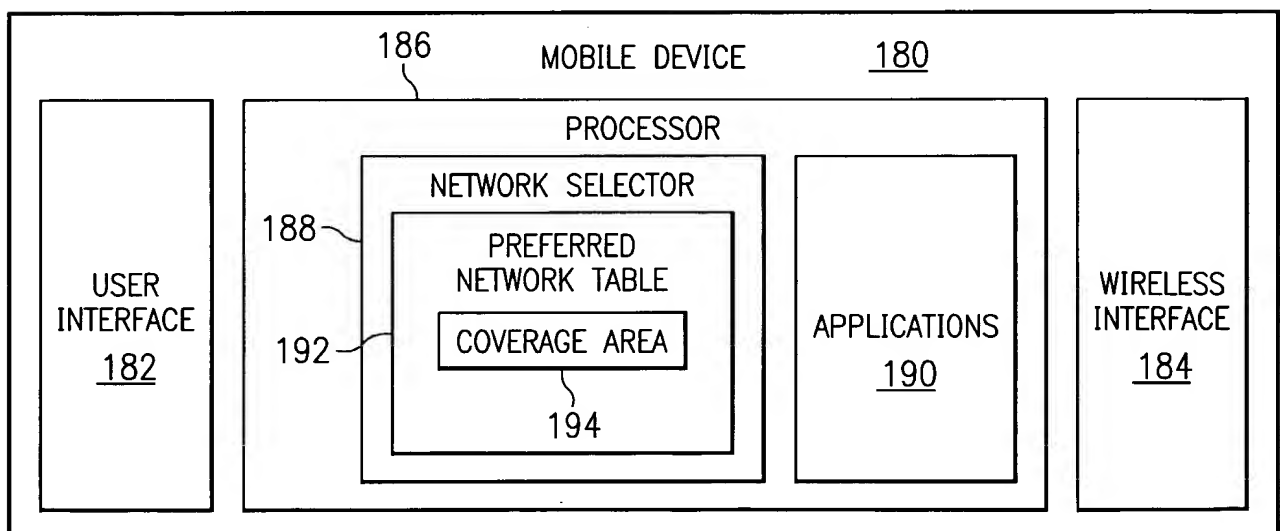 186
MOBILE DEVICE 180
PROCESSOR
NETWORK SELECTOR
188
PREFERRED
NETWORK TABLE
192
COVERAGE AREA
194
USER
INTERFACE
182
APPLICATIONS
190
WIRELESS
INTERFACE
184